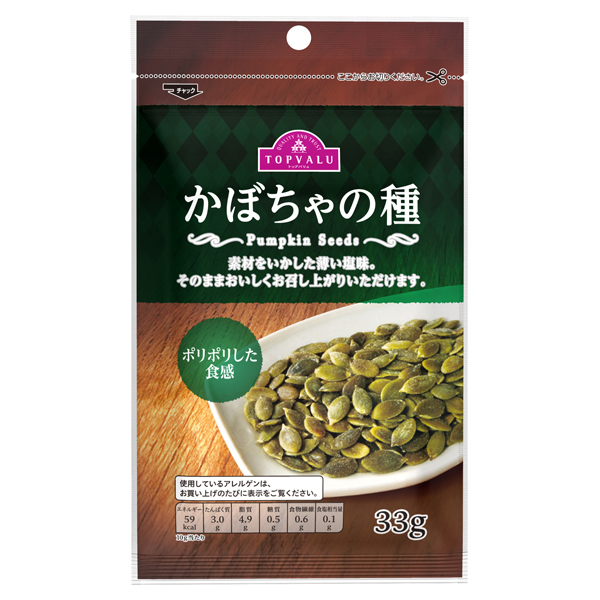 ここからお切りください。
チャック
QUALITY AND TRUST
TOPVALU
トップバリュ
かぼちゃの種
Pumpkin Seeds
素材をいかした薄い塩味。
そのままおいしくお召し上がりいただけます。
ポリポリした
食感
使用しているアレルゲンは、
お買い上げのたびに表示をご覧ください。
エネルギー たんぱく質 脂質 糖質 食物繊維 食塩相当量
59 3.0 4.9 0.5 0.6 0.1
kcal g g g g g
10g当たり
33g